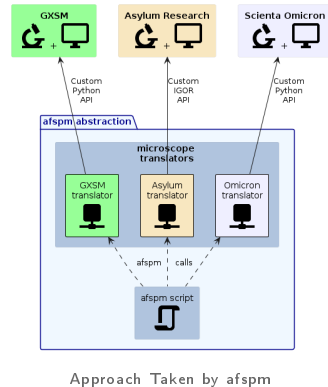 GXSM
Asylum Research
Scienta Omicron
+
+
+
Custom
Python
API
Custom
IGOR
API
Custom
Python
API
afspm abstraction
microscope
translators
GXSM
translator
Asylum
translator
Omicron
translator
afspm
calls
afspm script
Approach Taken by afspm